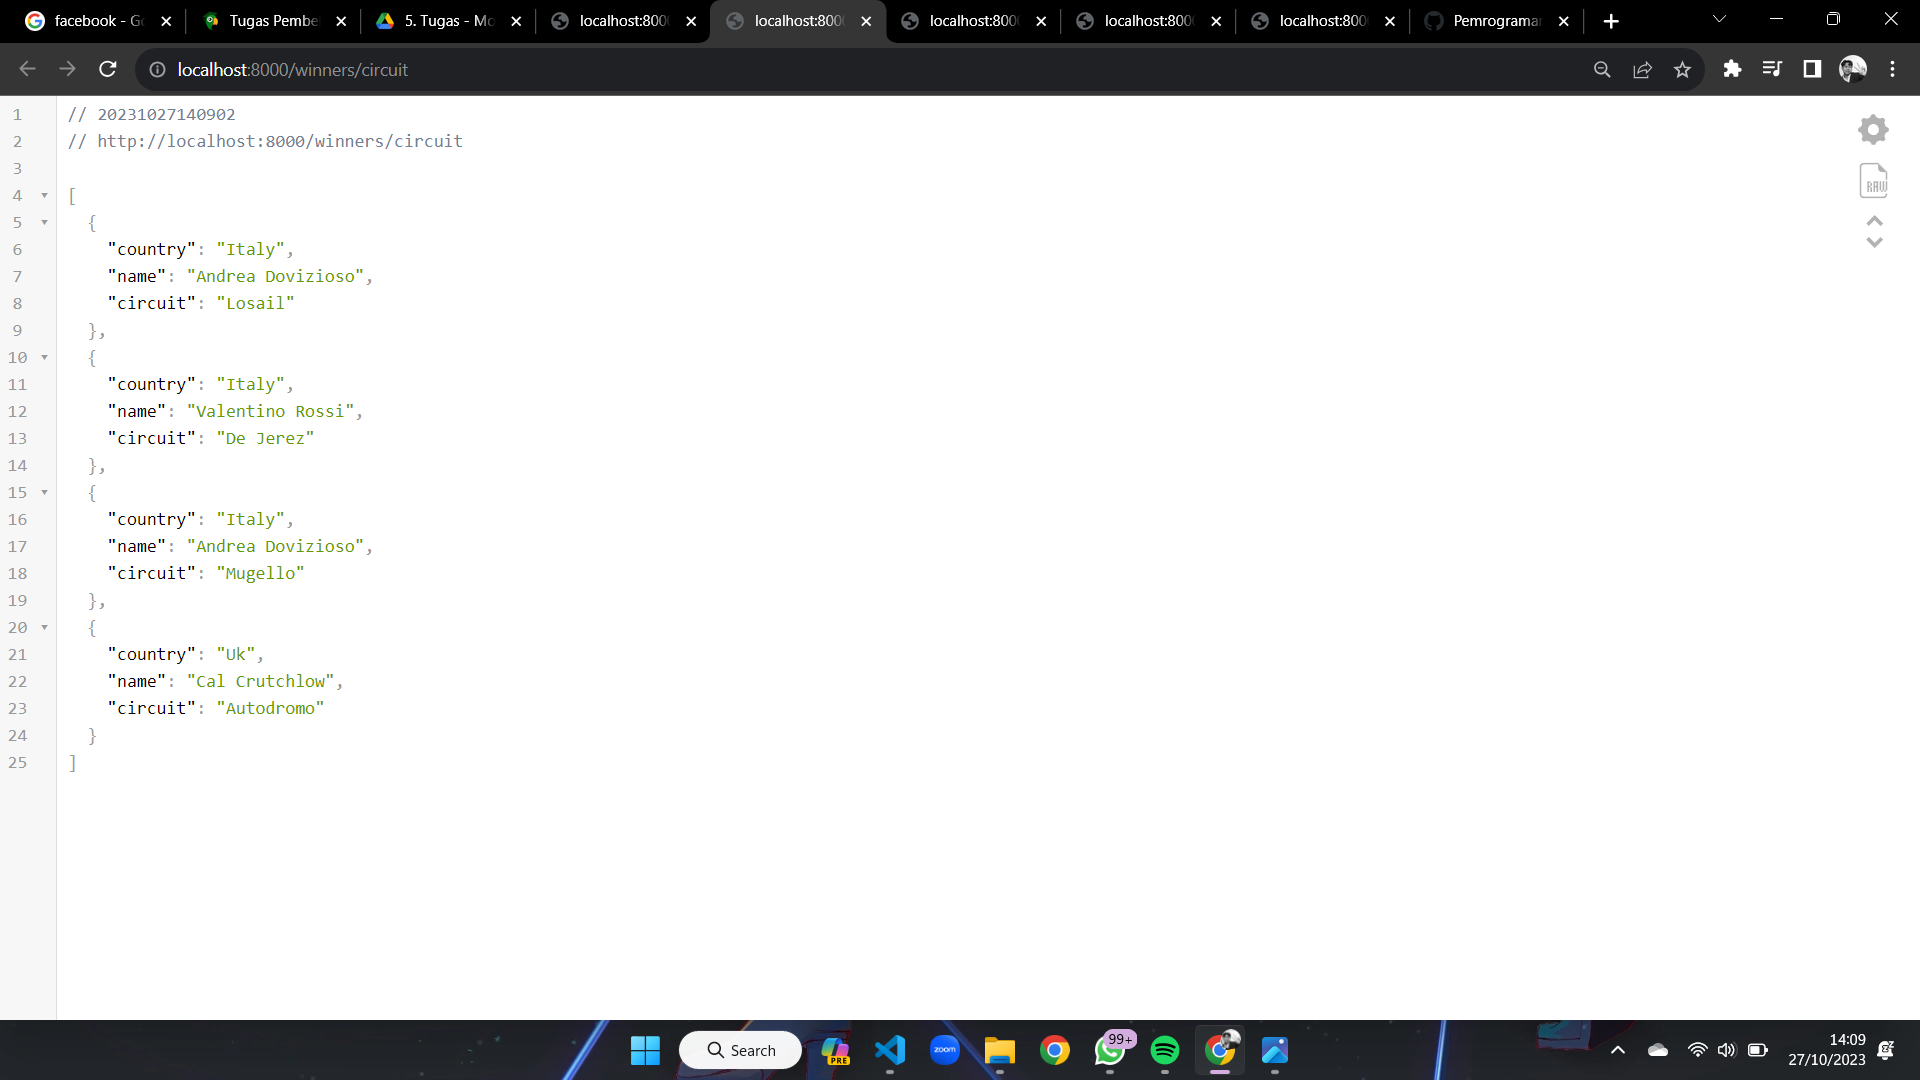 facebook - Go
Tugas Pembe
5. Tugas - Mo
localhost:800
localhost:800
localhost:800
localhost:800
localhost:800
Pemrograman
localhost:8000/winners/circuit
1 // 20231027140902
2 // http://localhost:8000/winners/circuit
3
4 [
5 {
6 "country": "Italy",
7 "name": "Andrea Dovizioso",
8 "circuit": "Losail"
9 },
10 {
11 "country": "Italy",
12 "name": "Valentino Rossi",
13 "circuit": "De Jerez"
14 },
15 {
16 "country": "Italy",
17 "name": "Andrea Dovizioso",
18 "circuit": "Mugello"
19 },
20 {
21 "country": "Uk",
22 "name": "Cal Crutchlow",
23 "circuit": "Autodromo"
24 }
25 ]
RAW
Search
PRE
zoom
99+
14:09
27/10/2023